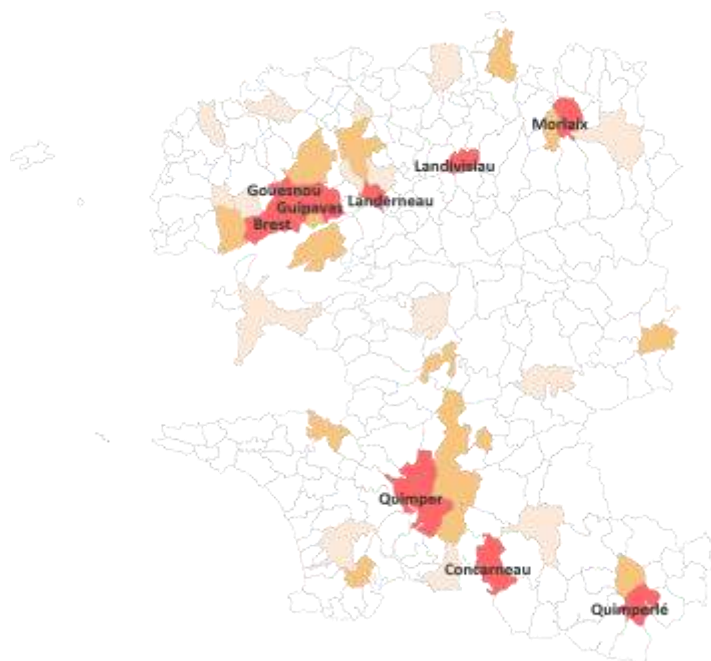 Morlaix
Landivisiau
Gouesnou
Landerneau
Guipavas
Brest
Quimper
Concarneau
Quimperlé